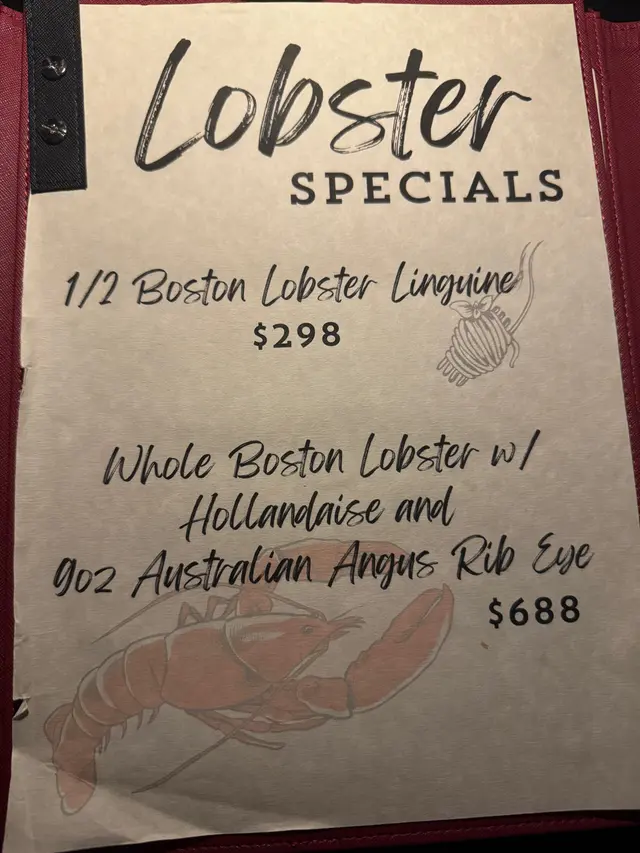 Lobster
SPECIALS
1/2 Boston Lobster Linguine
$298
Whole Boston Lobster w/
Hollandaise and
9oz Australian Angus Rib Eye
$688